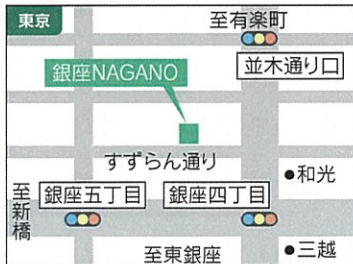 東京
至有楽町
並木通り口
銀座NAGANO
すずらん通り
●和光
至新橋
銀座五丁目
銀座四丁目
至東銀座
●三越